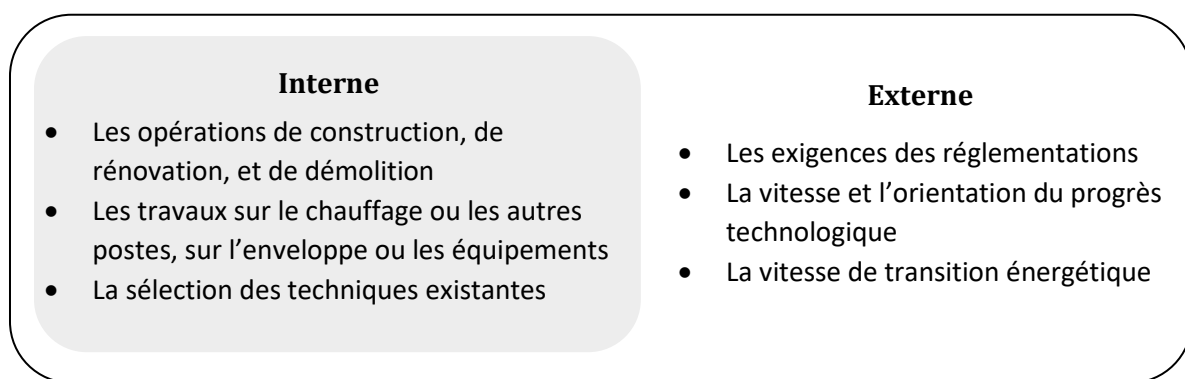 Interne
• Les opérations de construction, de
rénovation, et de démolition
• Les travaux sur le chauffage ou les autres
postes, sur l’enveloppe ou les équipements
• La sélection des techniques existantes
Externe
• Les exigences des réglementations
• La vitesse et l’orientation du progrès
technologique
• La vitesse de transition énergétique